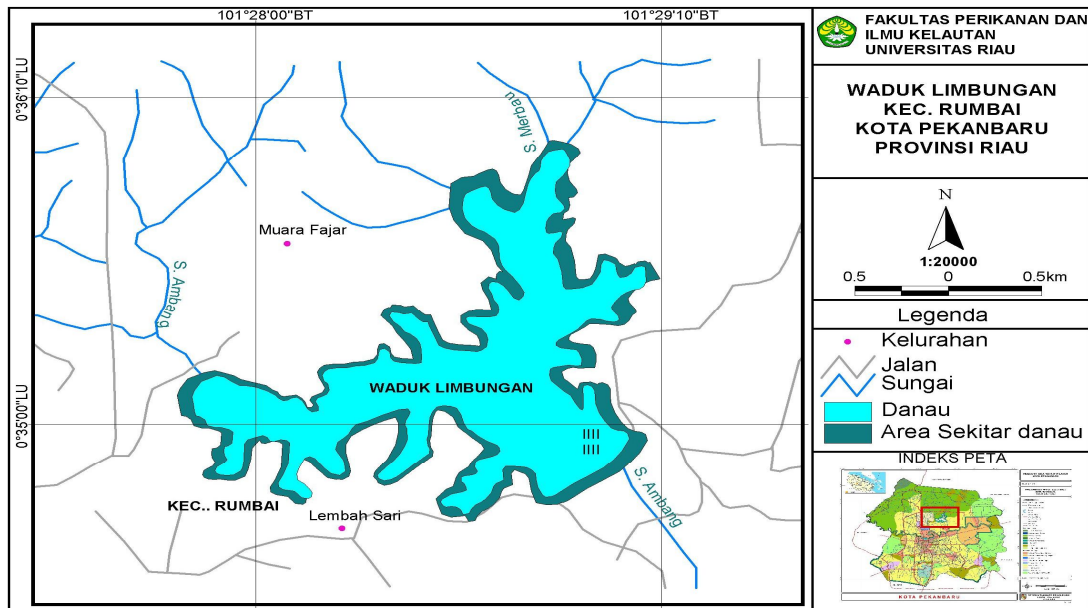 101°28'00"BT
101°29'10"BT
0°36'10"LU
0°35'00"LU
S. Merbau
Muara Fajar
S. Ambang
WADUK LIMBUNGAN
KEC.. RUMBAI
Lembah Sari
S. Ambang
FAKULTAS PERIKANAN DAN
ILMU KELAUTAN
UNIVERSITAS RIAU
WADUK LIMBUNGAN
KEC. RUMBAI
KOTA PEKANBARU
PROVINSI RIAU
N
1:20000
0.5 0 0.5km
Legenda
Kelurahan
Jalan
Sungai
Danau
Area Sekitar danau
INDEKS PETA
KOTA PEKANBARU